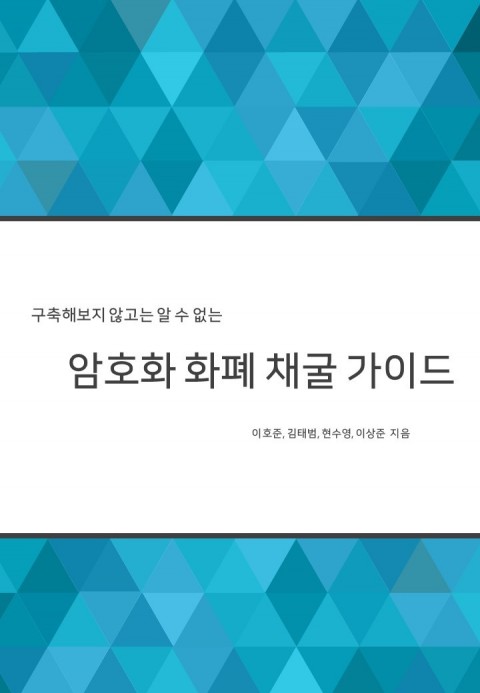 구축해보지 않고는 알 수 없는
암호화 화폐 채굴 가이드
이호준, 김태범, 현수영, 이상준 지음